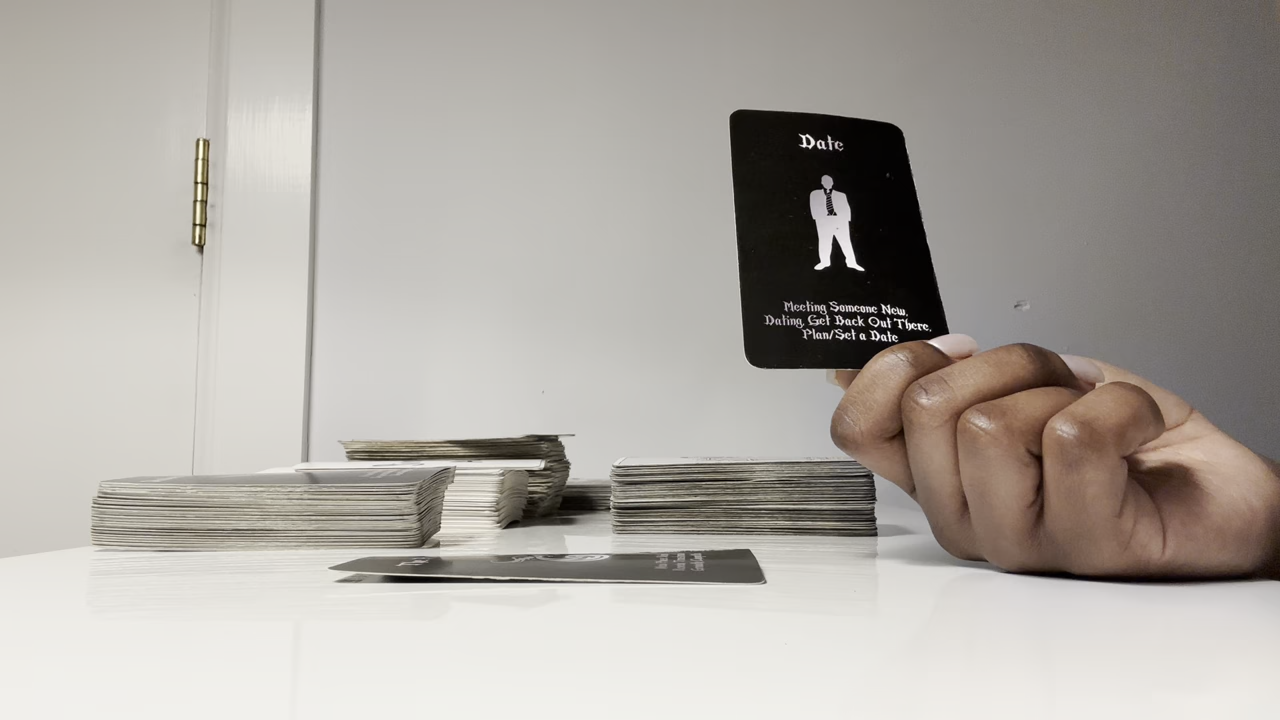 Date
Meeting Someone New,
Dating, Get Back Out There,
Plan/Set a Date